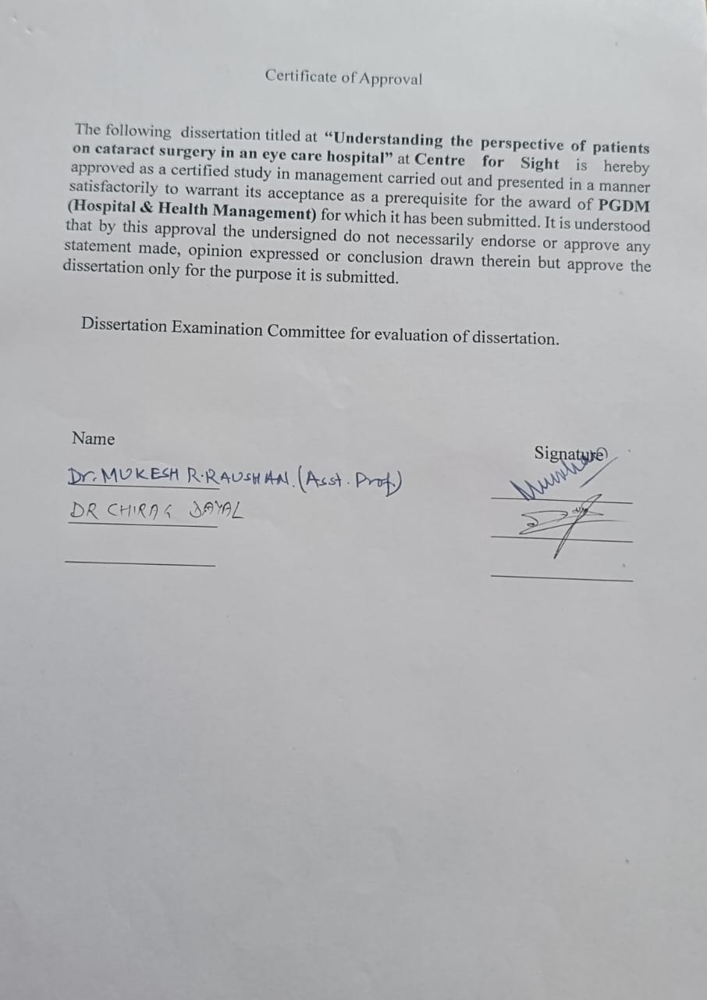 Certificate of Approval
The following dissertation titled at “Understanding the perspective of patients
on cataract surgery in an eye care hospital” at Centre for Sight is hereby
approved as a certified study in management carried out and presented in a manner
satisfactorily to warrant its acceptance as a prerequisite for the award of PGDM
(Hospital & Health Management) for which it has been submitted. It is understood
that by this approval the undersigned do not necessarily endorse or approve any
statement made, opinion expressed or conclusion drawn therein but approve the
dissertation only for the purpose it is submitted.
Dissertation Examination Committee for evaluation of dissertation.
Name
Signature
Dr. MUKESH R. RAUSHAN. (Asst. Prof)
DR CHIRAG DAYAL